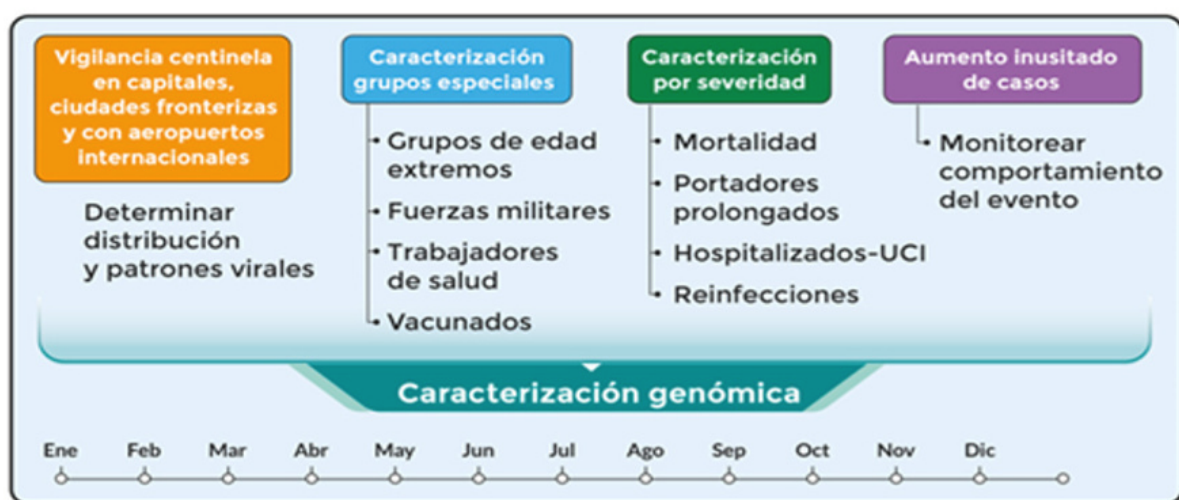 Vigilancia centinela
en capitales,
ciudades fronterizas
y con aeropuertos
internacionales
Determinar
distribución
y patrones virales
Caracterización
grupos especiales
• Grupos de edad
extremos
• Fuerzas militares
• Trabajadores
de salud
• Vacunados
Caracterización
por severidad
• Mortalidad
• Portadores
prolongados
• Hospitalizados-UCI
• Reinfecciones
Aumento inusitado
de casos
• Monitorear
comportamiento
del evento
Caracterización genómica
Ene Feb Mar Abr May Jun Jul Ago Sep Oct Nov Dic